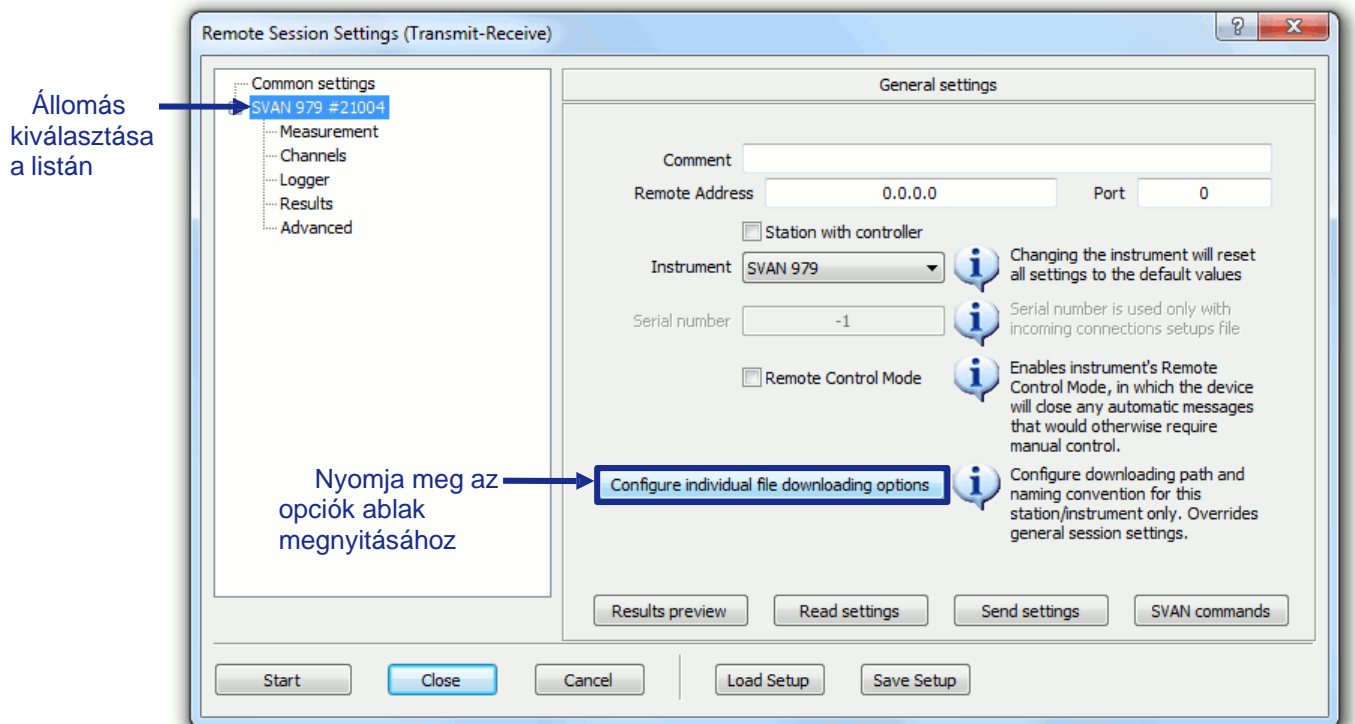 Remote Session Settings (Transmit-Receive)
Állomás
kiválasztása
a listán
Common settings
SVAN 979 #21004
Measurement
Channels
Logger
Results
Advanced
General settings
Comment
Remote Address 0.0.0.0 Port 0
Station with controller
Instrument SVAN 979
Changing the instrument will reset
all settings to the default values
Serial number -1
Serial number is used only with
incoming connections setups file
Remote Control Mode
Enables instrument's Remote
Control Mode, in which the device
will close any automatic messages
that would otherwise require
manual control.
Nyomja meg az
opciók ablak
megnyitásához
Configure individual file downloading options
Configure downloading path and
naming convention for this
station/instrument only. Overrides
general session settings.
Results preview Read settings Send settings SVAN commands
Start Close Cancel Load Setup Save Setup